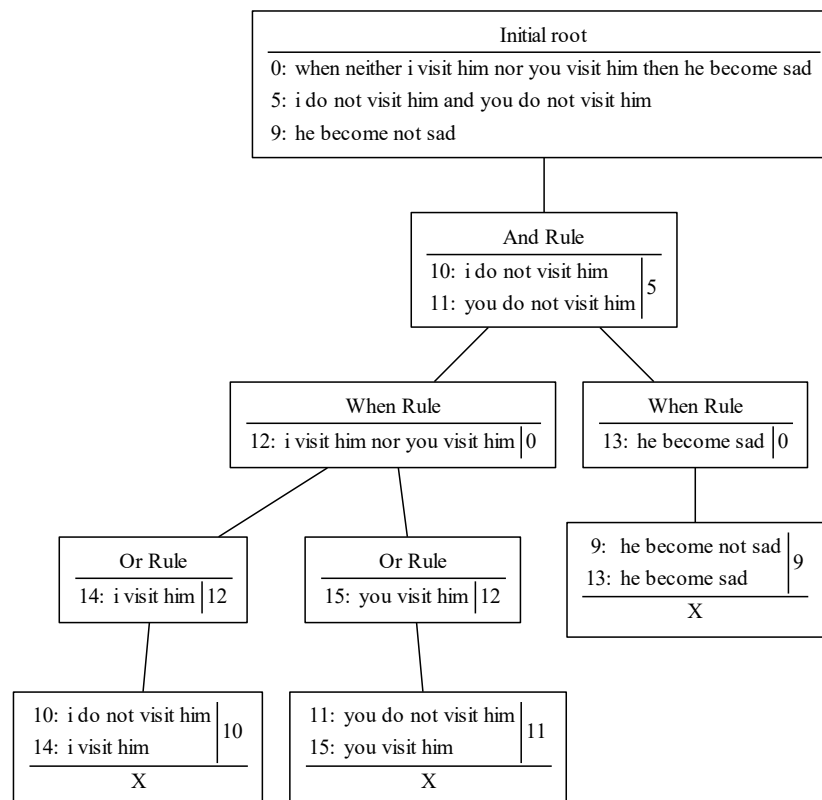 Initial root
0: when neither i visit him nor you visit him then he become sad
5: i do not visit him and you do not visit him
9: he become not sad
And Rule
10: i do not visit him
11: you do not visit him
5
When Rule
12: i visit him nor you visit him 0
When Rule
13: he become sad 0
Or Rule
14: i visit him 12
Or Rule
15: you visit him 12
9: he become not sad
13: he become sad
9
X
10: i do not visit him
14: i visit him
10
X
11: you do not visit him
15: you visit him
11
X